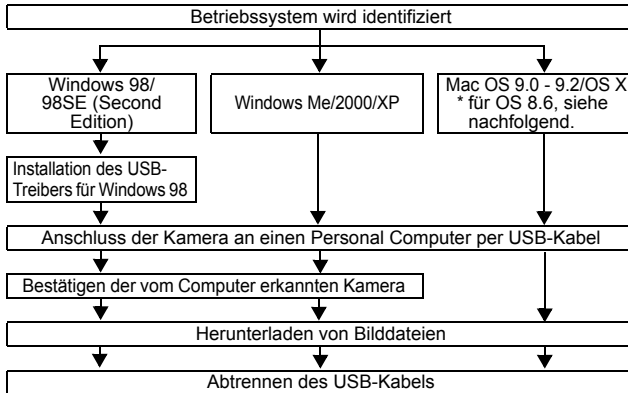 Betriebssystem wird identifiziert
Windows 98/
98SE (Second
Edition)
Windows Me/2000/XP
Mac OS 9.0 - 9.2/OS X
* für OS 8.6, siehe
nachfolgend.
Installation des USB-
Treibers für Windows 98
Anschluss der Kamera an einen Personal Computer per USB-Kabel
Bestätigen der vom Computer erkannten Kamera
Herunterladen von Bilddateien
Abtrennen des USB-Kabels